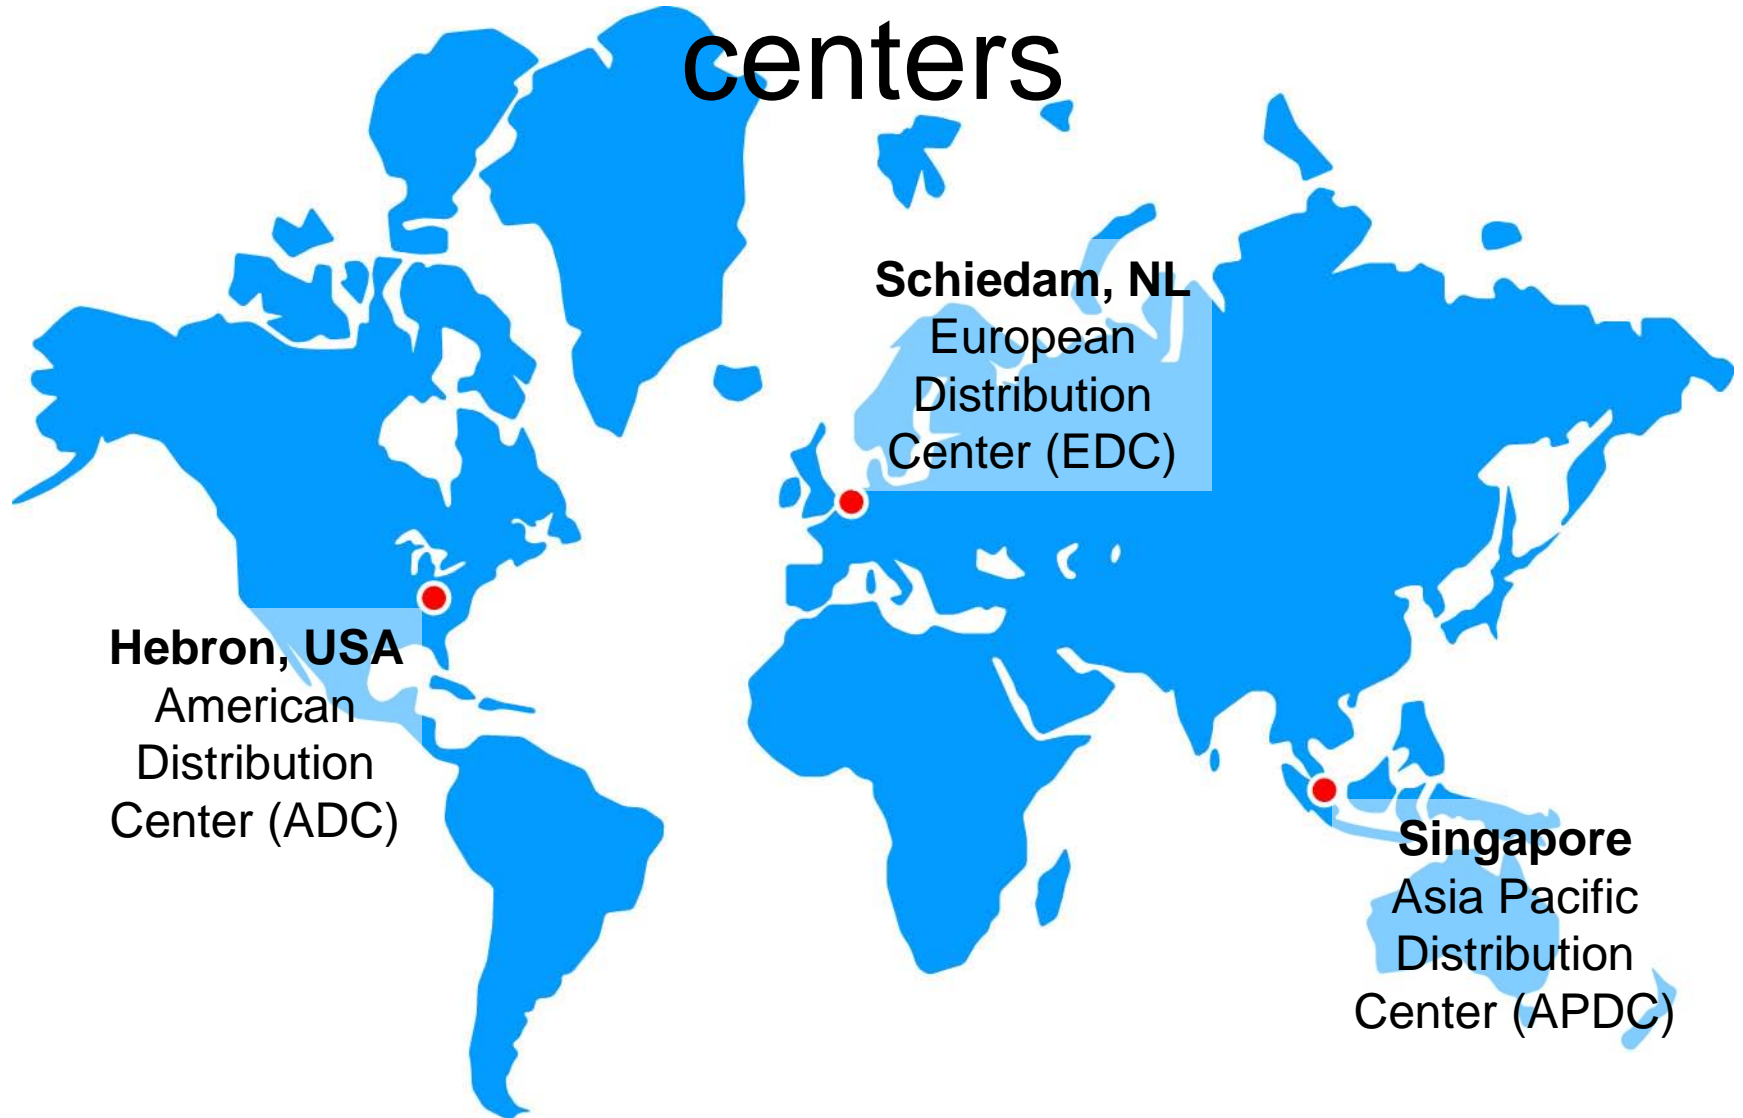 centers
Schiedam, NL
European
Distribution
Center (EDC)
Hebron, USA
American
Distribution
Center (ADC)
Singapore
Asia Pacific
Distribution
Center (APDC)